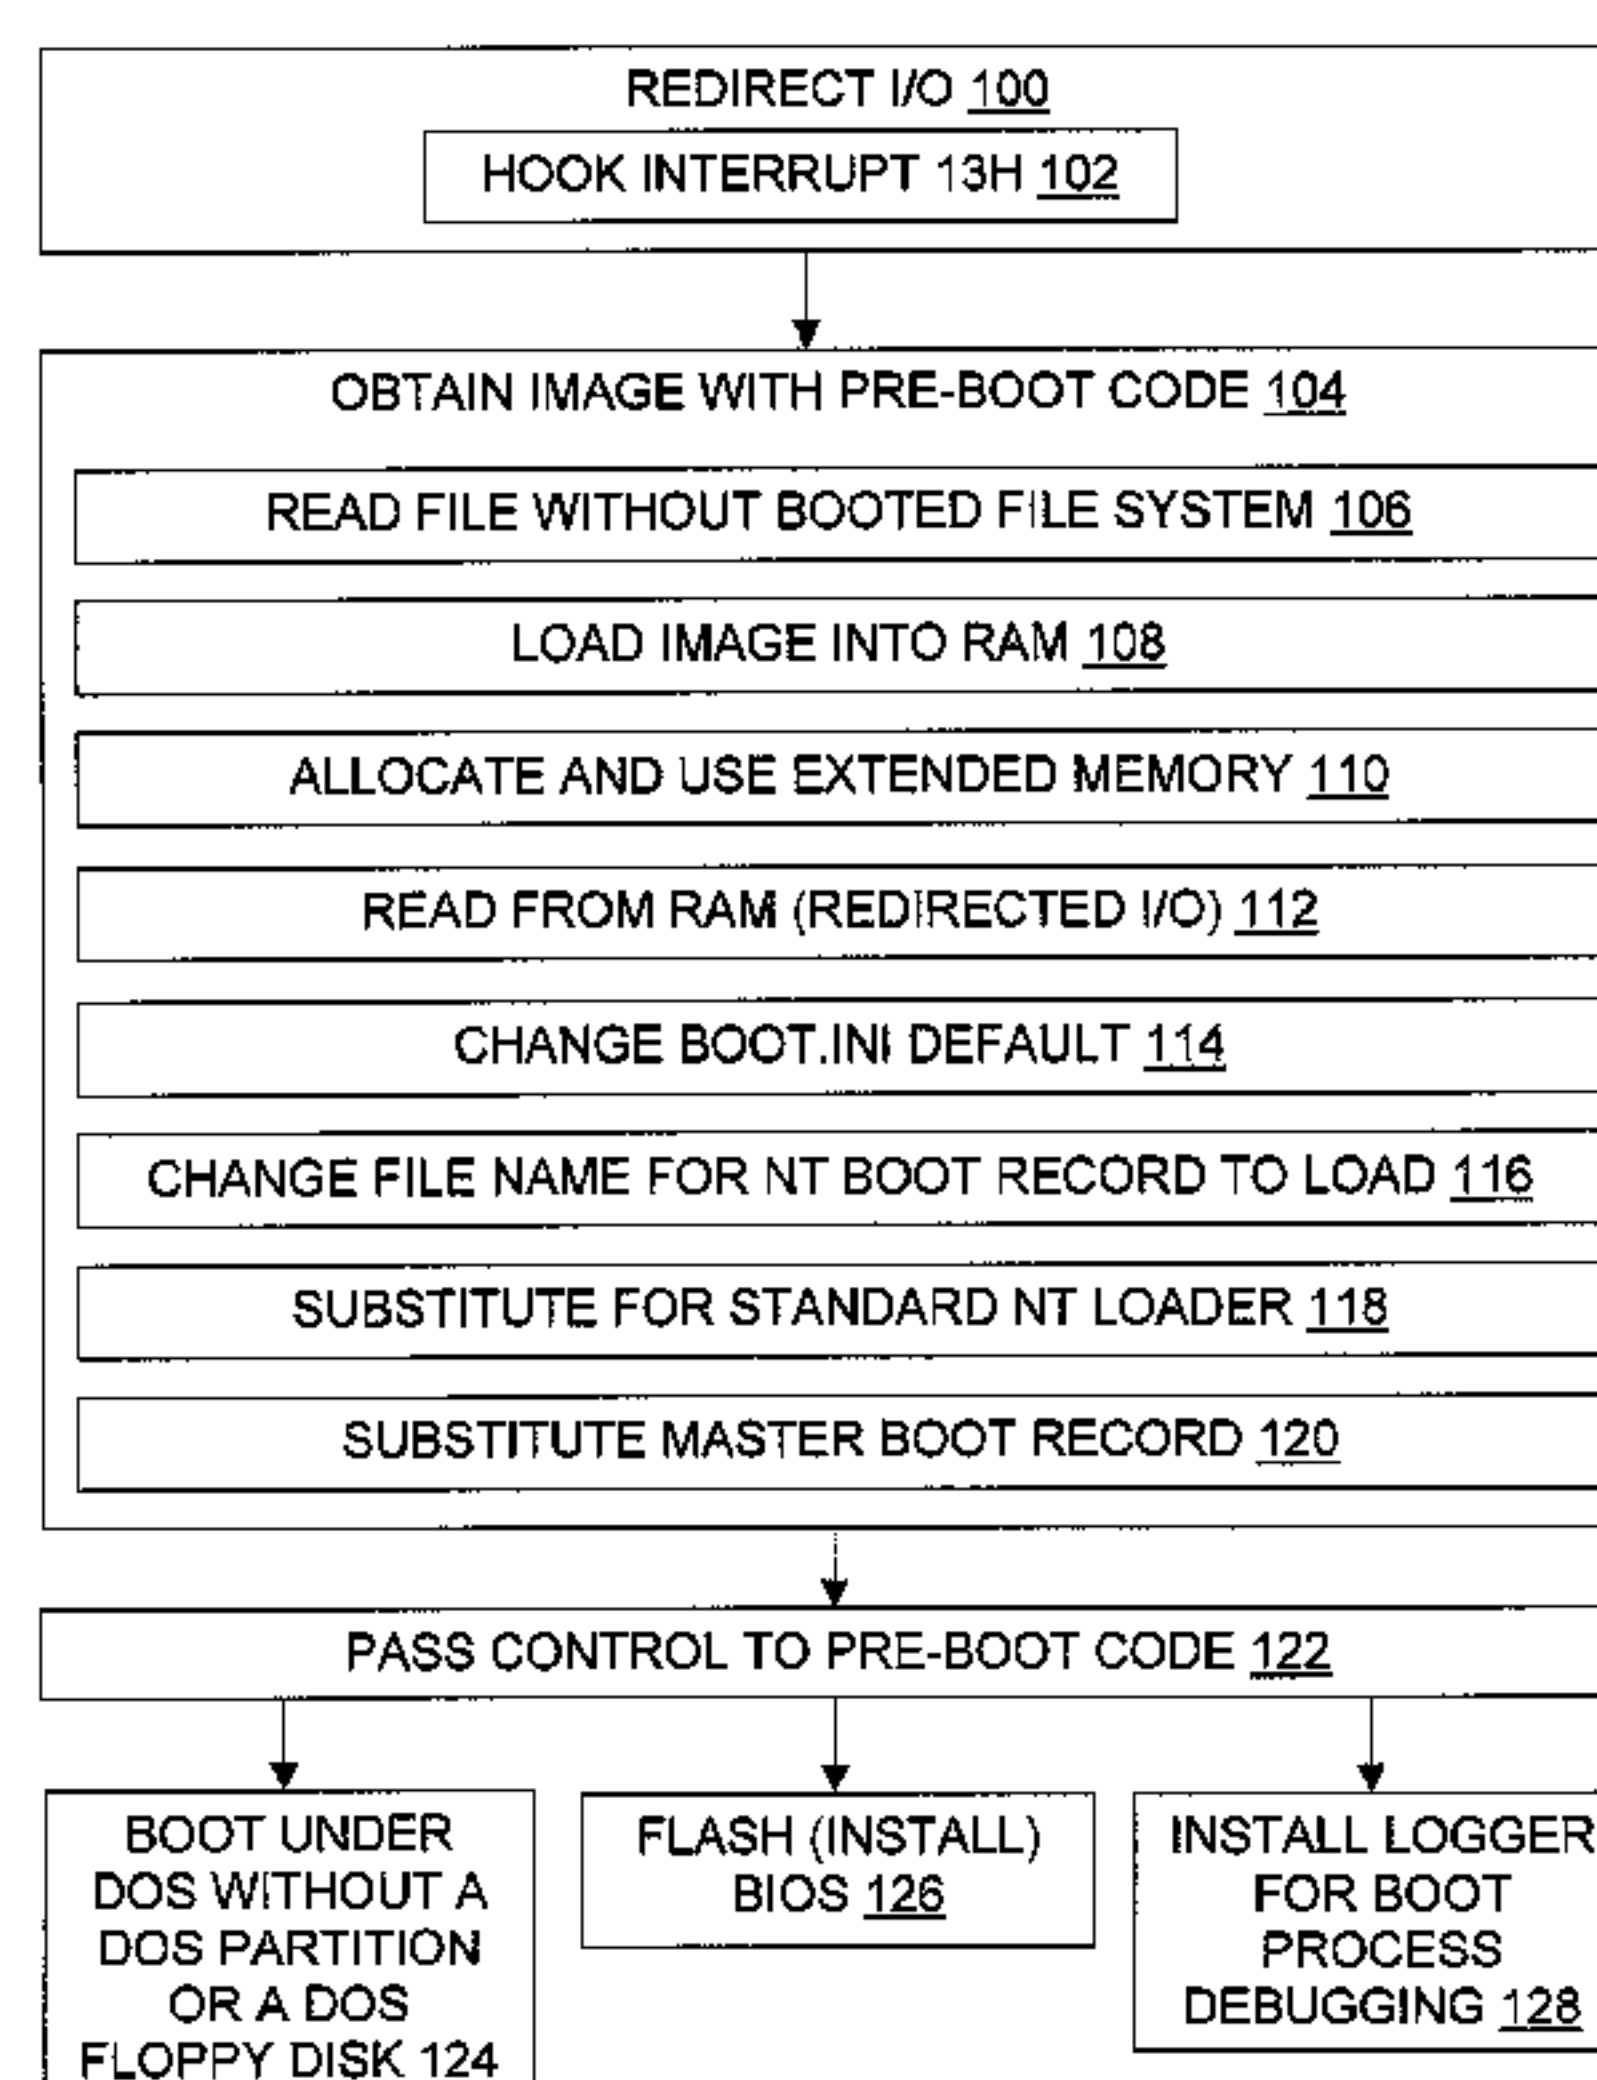 REDIRECT I/O 100
HOOK INTERRUPT 13H 102
OBTAIN IMAGE WITH PRE-BOOT CODE 104
READ FILE WITHOUT BOOTED FILE SYSTEM 106
LOAD IMAGE INTO RAM 108
ALLOCATE AND USE EXTENDED MEMORY 110
READ FROM RAM (REDIRECTED I/O) 112
CHANGE BOOT.INI DEFAULT 114
CHANGE FILE NAME FOR NT BOOT RECORD TO LOAD 116
SUBSTITUTE FOR STANDARD NT LOADER 118
SUBSTITUTE MASTER BOOT RECORD 120
PASS CONTROL TO PRE-BOOT CODE 122
BOOT UNDER
DOS WITHOUT A
DOS PARTITION
OR A DOS
FLOPPY DISK 124
FLASH (INSTALL)
BIOS 126
INSTALL LOGGER
FOR BOOT
PROCESS
DEBUGGING 128